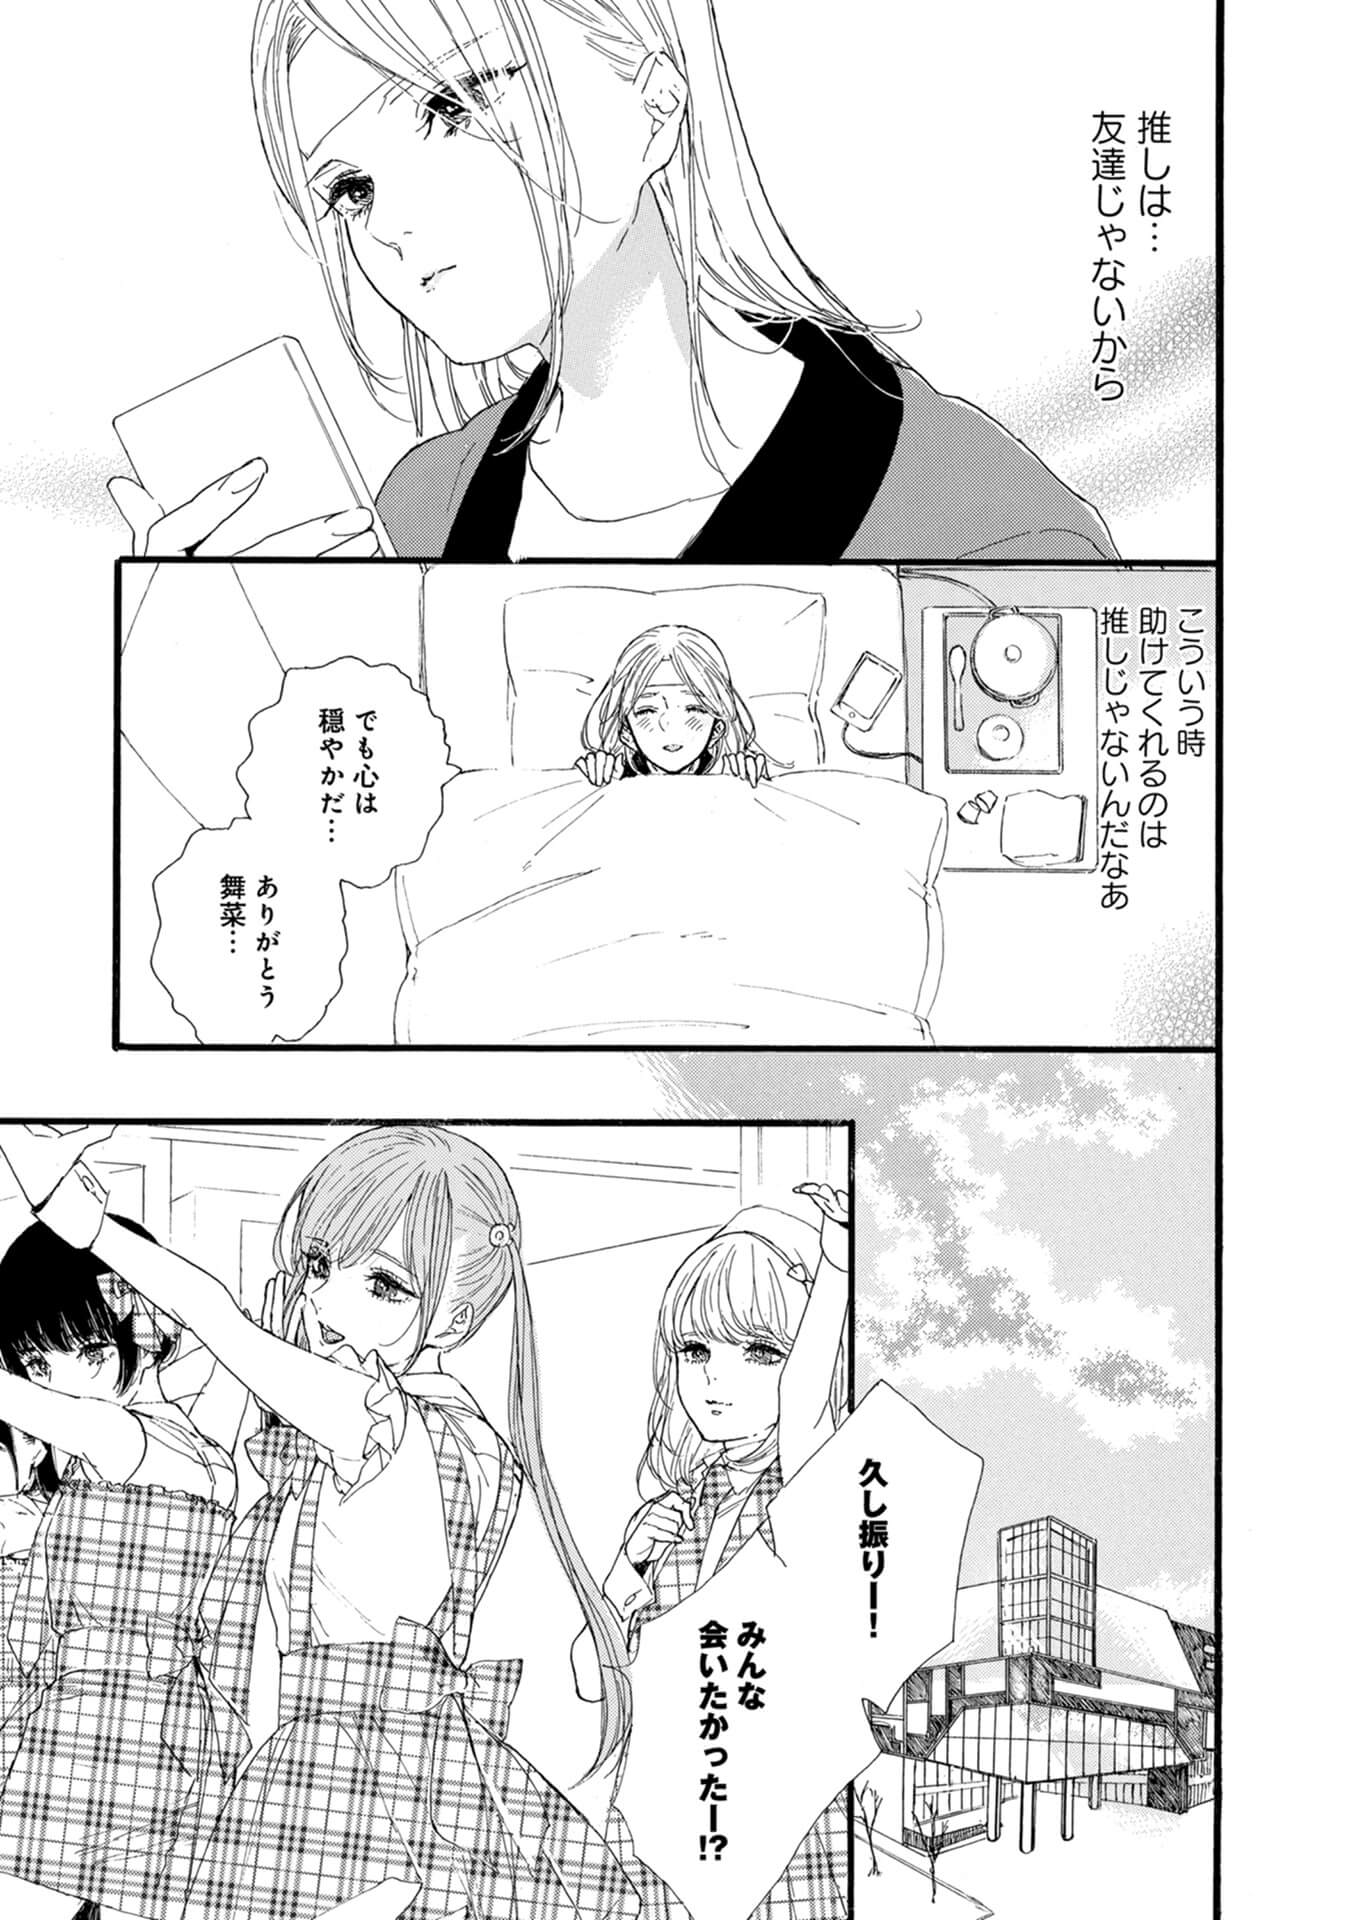 推しは…
友達じゃないから
こういう時
助けてくれるのは
推しじゃないんだなあ
でも心は
穏やかだ…
ありがとう
舞菜…
久し振りー！
みんな
会いたかったー!?